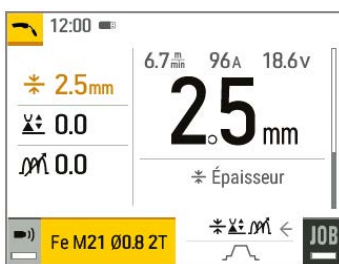 12:00
6.7 m/min 96A 18.6V
2.5mm
0.0
0.0
2.5 mm
Épaisseur
Fe M21 Ø0.8 2T
JOB